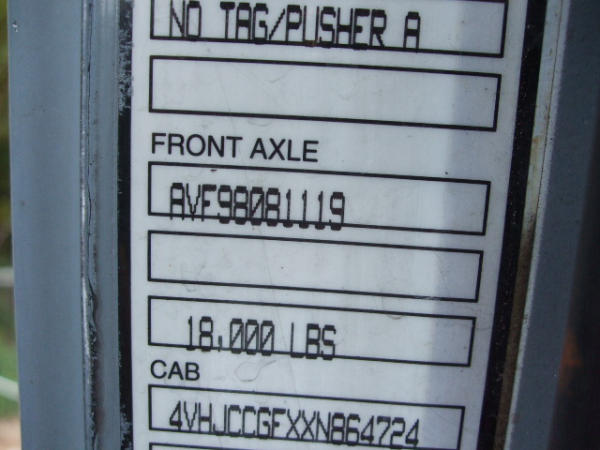 NO TAG/PUSHER A
FRONT AXLE
AVF98081119
18,000 LBS
CAB
4VHJCCGFXXN864724